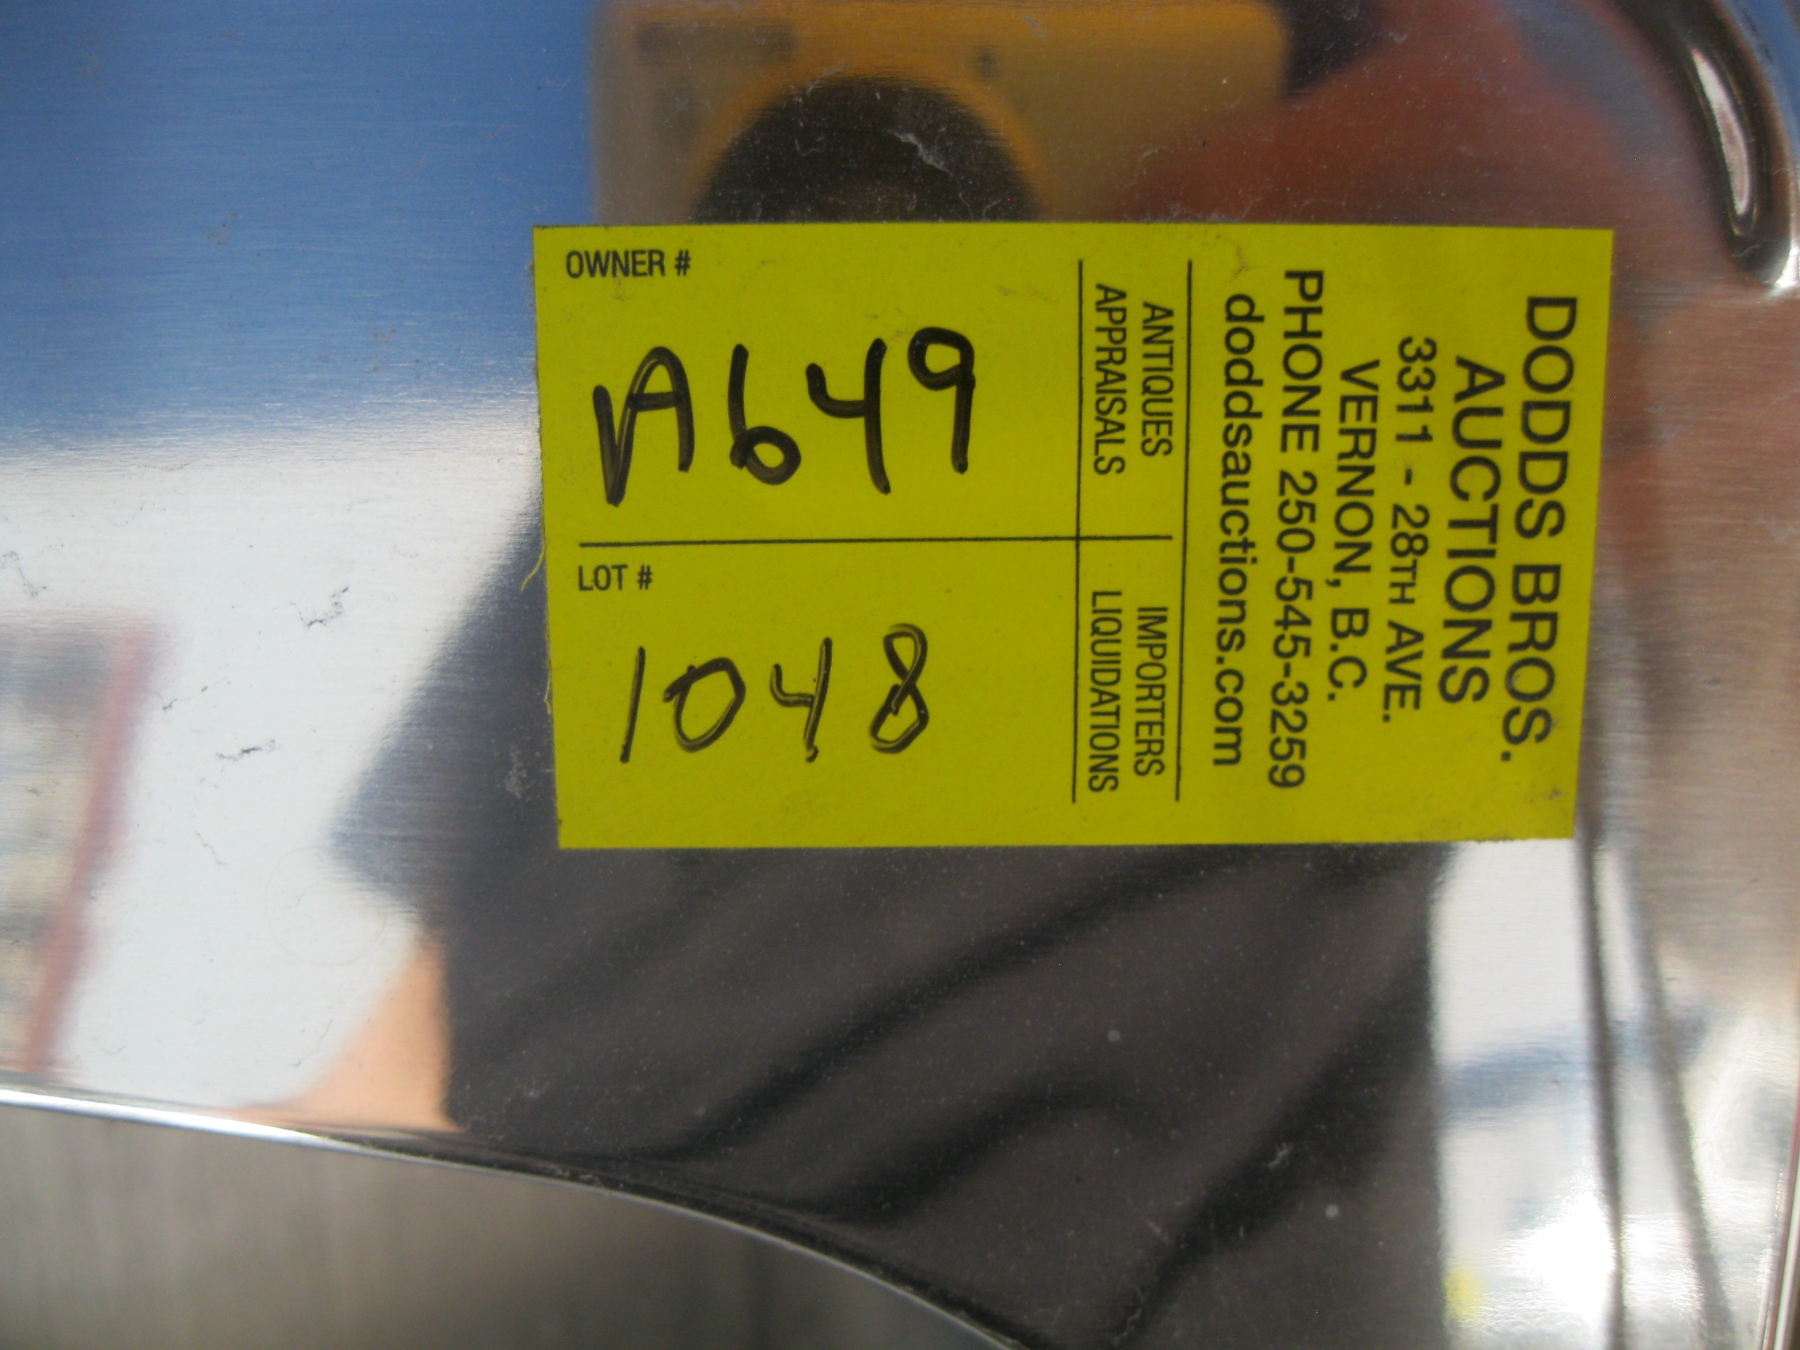 DODDS BROS.
AUCTIONS
3311 - 28TH AVE.
VERNON, B.C.
PHONE 250-545-3259
doddsauctions.com
ANTIQUES IMPORTERS
APPRAISALS LIQUIDATIONS
OWNER #
A649
LOT #
1048